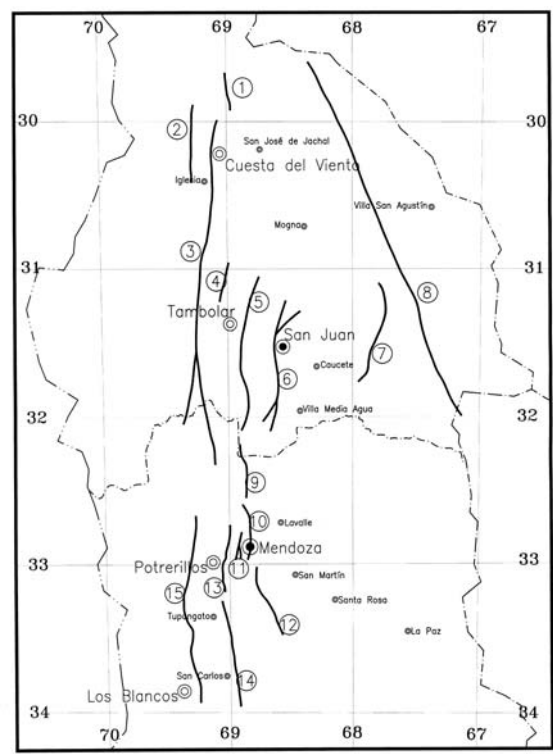 70 69 68 67
①
30 30
②
San José de Jachal
Cuesta del Viento
Iglesia
Villa San Agustín
Mogna
③
31 31
④
⑤
⑧
Tambolar
San Juan
⑦
Caucete
⑥
32 32
Villa Media Agua
⑨
⑩
Lavalle
Mendoza
33 33
Potrerillos
⑪
San Martín
⑬
⑮
Santa Rosa
Tupungato
⑫
La Paz
San Carlos
⑭
Los Blancos
34 34
70 69 68 67